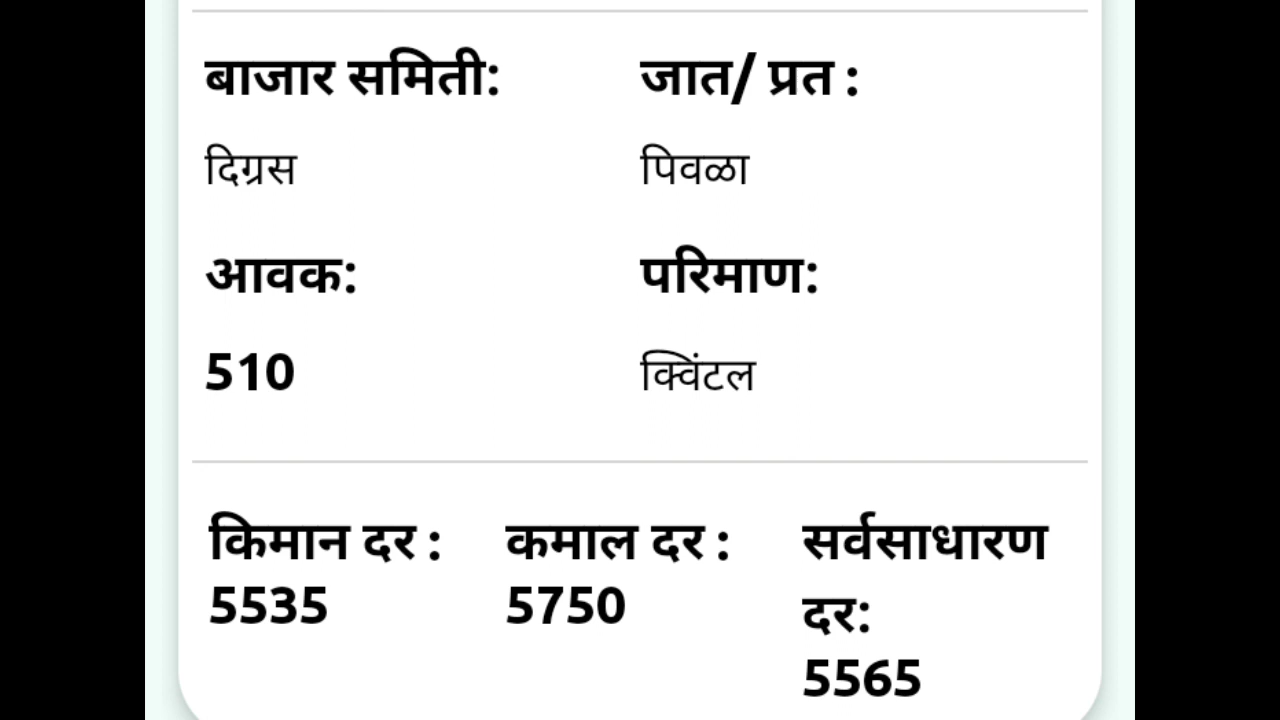 बाजार समिती: जात/ प्रत :
दिग्रस पिवळा
आवक: परिमाण:
510 क्विंटल
किमान दर : कमाल दर : सर्वसाधारण
5535 5750 दर:
5565